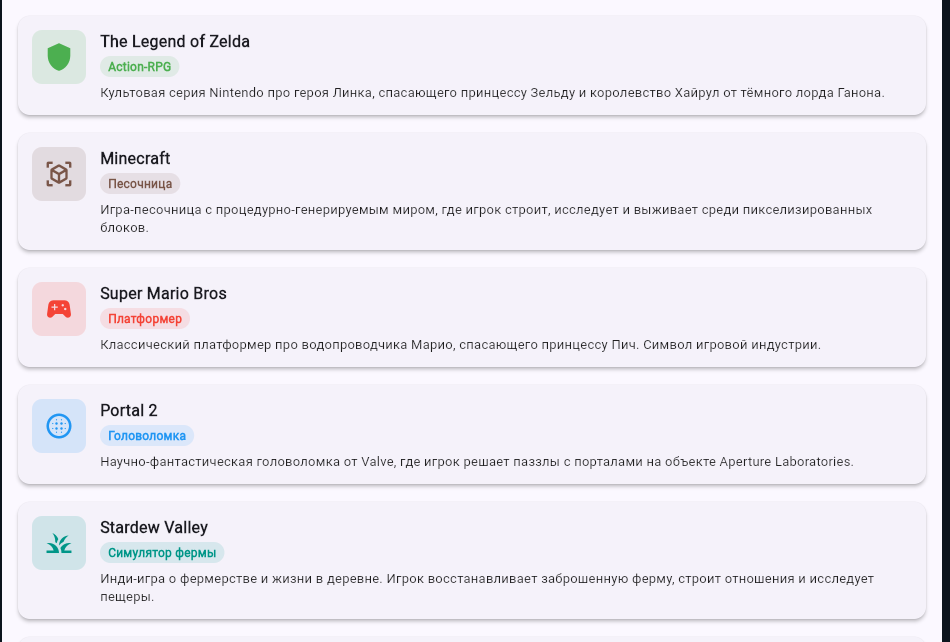 The Legend of Zelda
Action-RPG
Культовая серия Nintendo про героя Линка, спасающего принцессу Зельду и королевство Хайрул от тёмного лорда Ганона.
Minecraft
Песочница
Игра-песочница с процедурно-генерируемым миром, где игрок строит, исследует и выживает среди пикселизированных
блоков.
Super Mario Bros
Платформер
Классический платформер про водопроводчика Марио, спасающего принцессу Пич. Символ игровой индустрии.
Portal 2
Головоломка
Научно-фантастическая головоломка от Valve, где игрок решает паззлы с порталами на объекте Aperture Laboratories.
Stardew Valley
Симулятор фермы
Инди-игра о фермерстве и жизни в деревне. Игрок восстанавливает заброшенную ферму, строит отношения и исследует
пещеры.